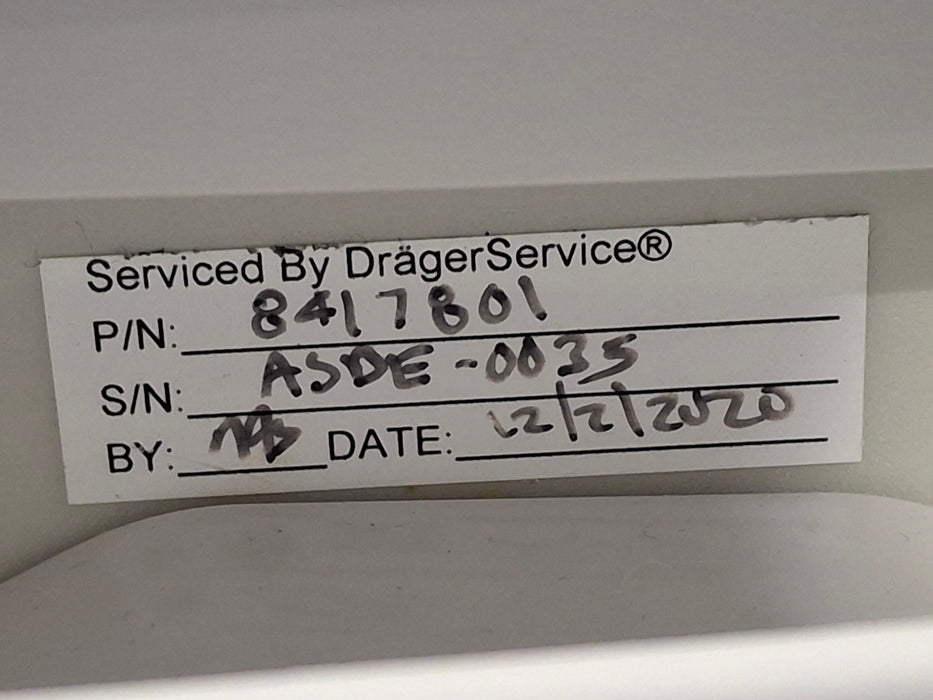 Serviced By DrägerService®
P/N: 8417801
S/N: ASDE-0035
BY: DATE: 12/2/2020